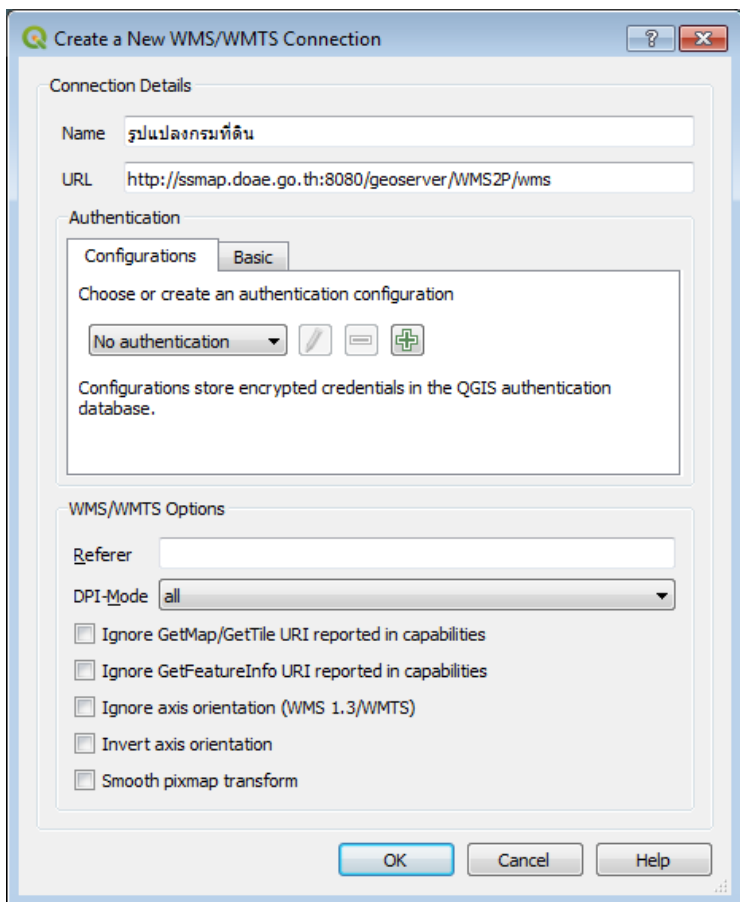 Create a New WMS/WMTS Connection
Connection Details
Name รูปแปลงกรมที่ดิน
URL http://ssmap.doae.go.th:8080/geoserver/WMS2P/wms
Authentication
Configurations Basic
Choose or create an authentication configuration
No authentication
Configurations store encrypted credentials in the QGIS authentication
database.
WMS/WMTS Options
Referer
DPI-Mode all
Ignore GetMap/GetTile URI reported in capabilities
Ignore GetFeatureInfo URI reported in capabilities
Ignore axis orientation (WMS 1.3/WMTS)
Invert axis orientation
Smooth pixmap transform
OK Cancel Help